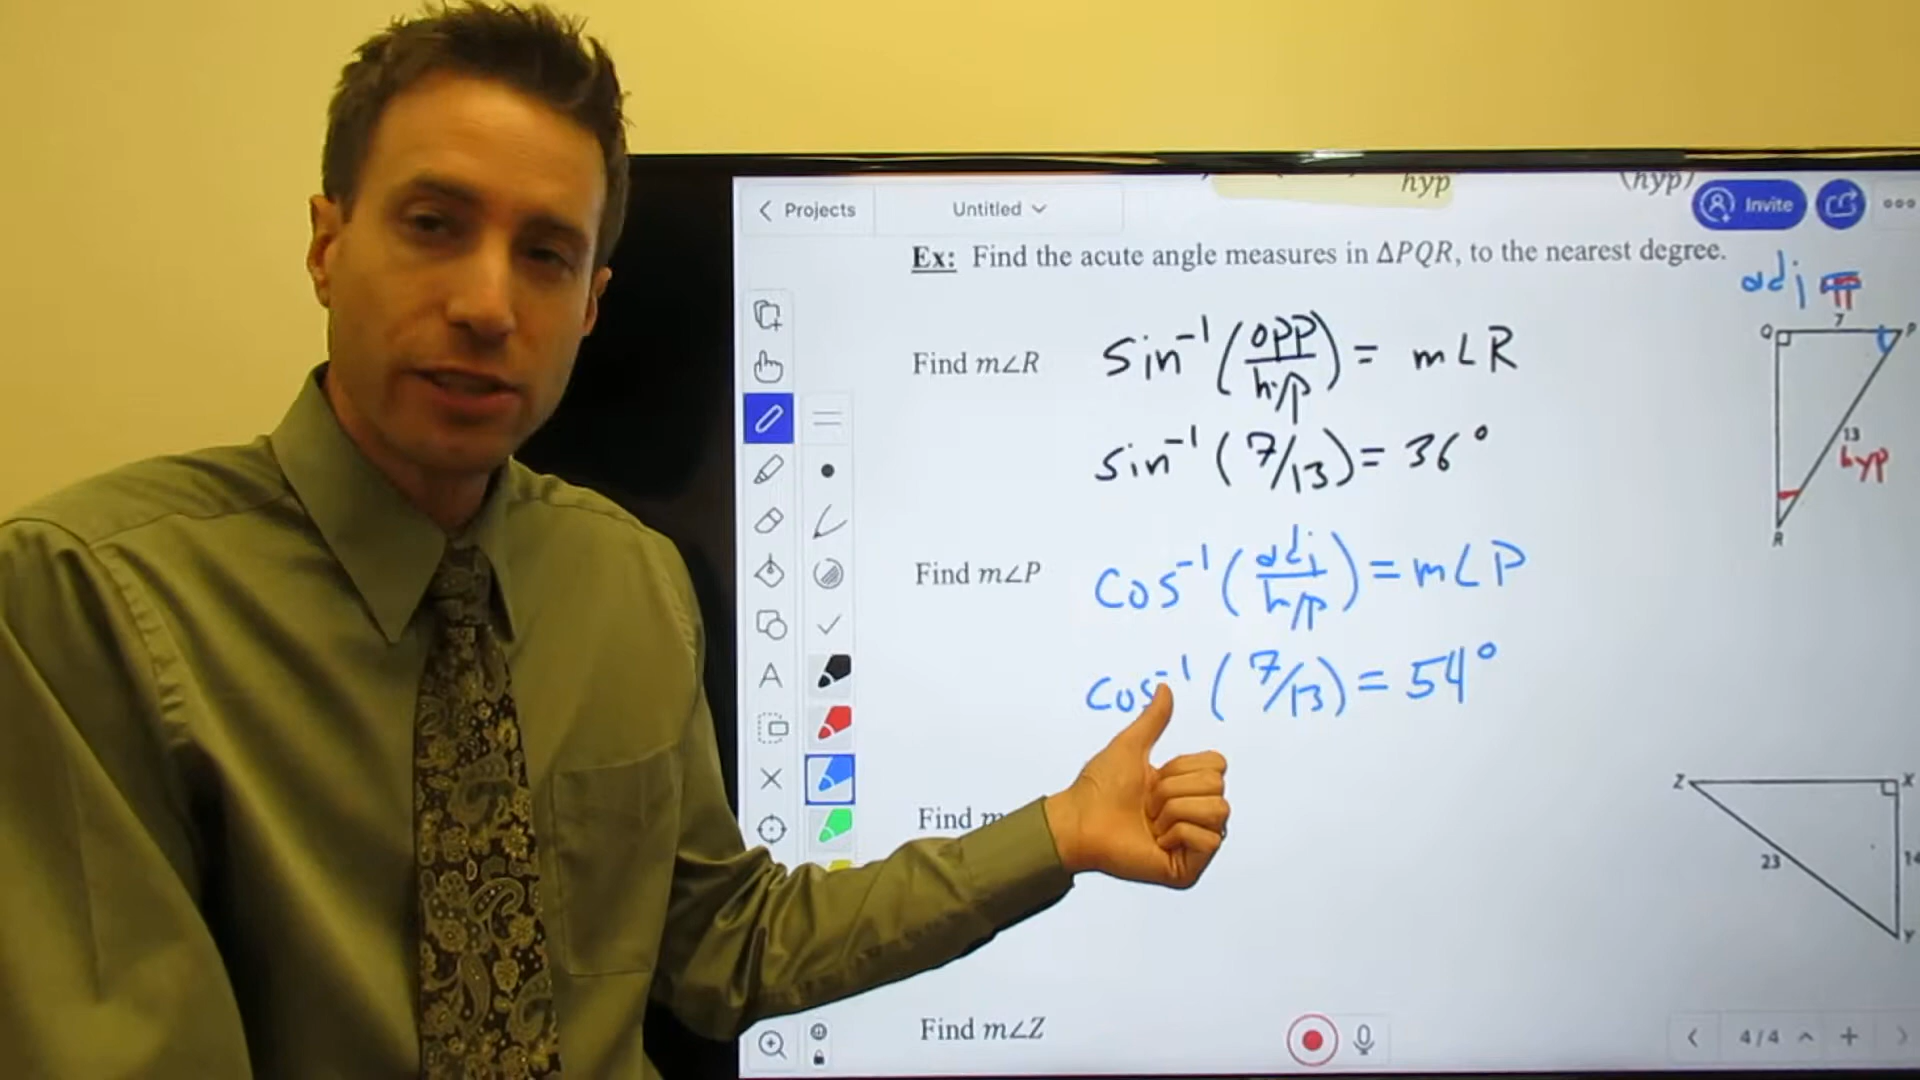 hyp (hyp)
Projects Untitled Invite
Ex: Find the acute angle measures in ΔPQR, to the nearest degree.
adj
7
Q P
Find m∠R sin⁻¹(opp/hyp) = m∠R
sin⁻¹(7/13) = 36°
13
hyp
R
Find m∠P cos⁻¹(adj/hyp) = m∠P
cos⁻¹(7/13) = 54°
A
Z X
Find
23 14
Y
Find m∠Z
4/4